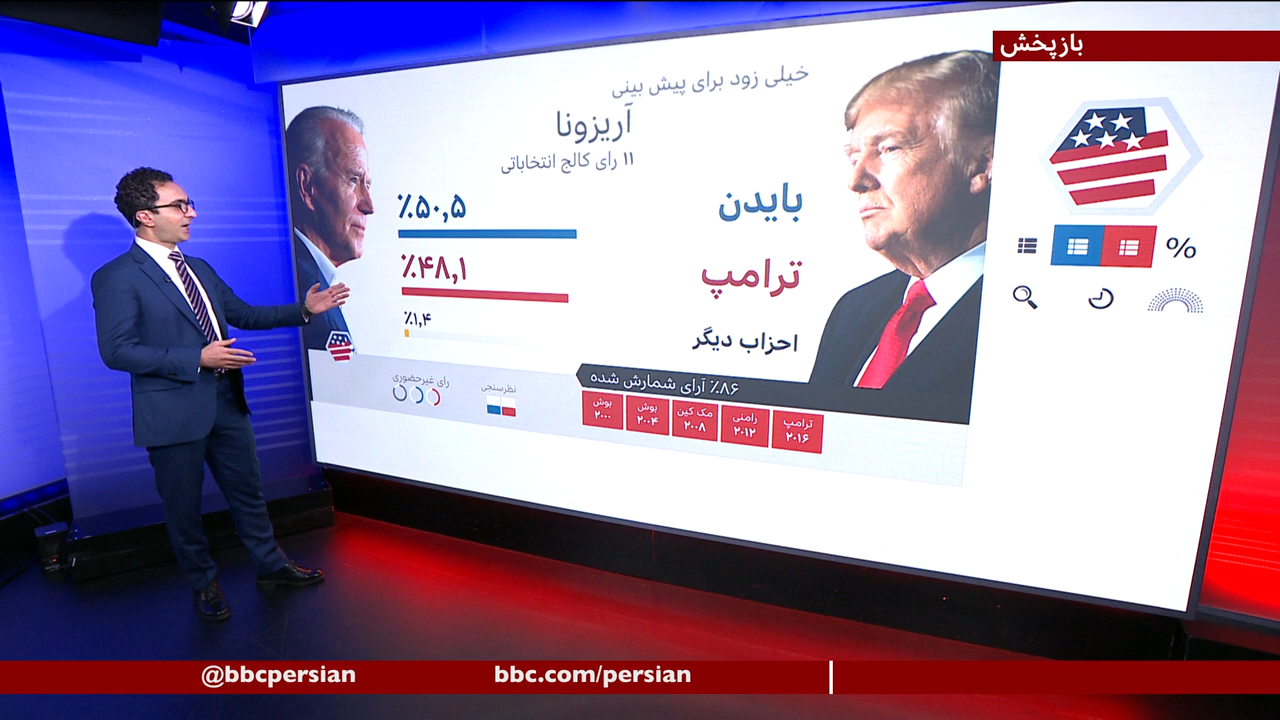 بازپخش
خیلی زود برای پیش بینی
آریزونا
۱۱ رای کالج انتخاباتی
بایدن
٪۵۰,۵
ترامپ
٪۴۸,۱
احزاب دیگر
٪۱,۴
%
٪۸۶ آرای شمارش شده
ترامپ ۲۰۱۶
رامنی ۲۰۱۲
مک کین ۲۰۰۸
بوش ۲۰۰۴
بوش ۲۰۰۰
نظرسنجی
رای غیرحضوری
@bbcpersian
bbc.com/persian